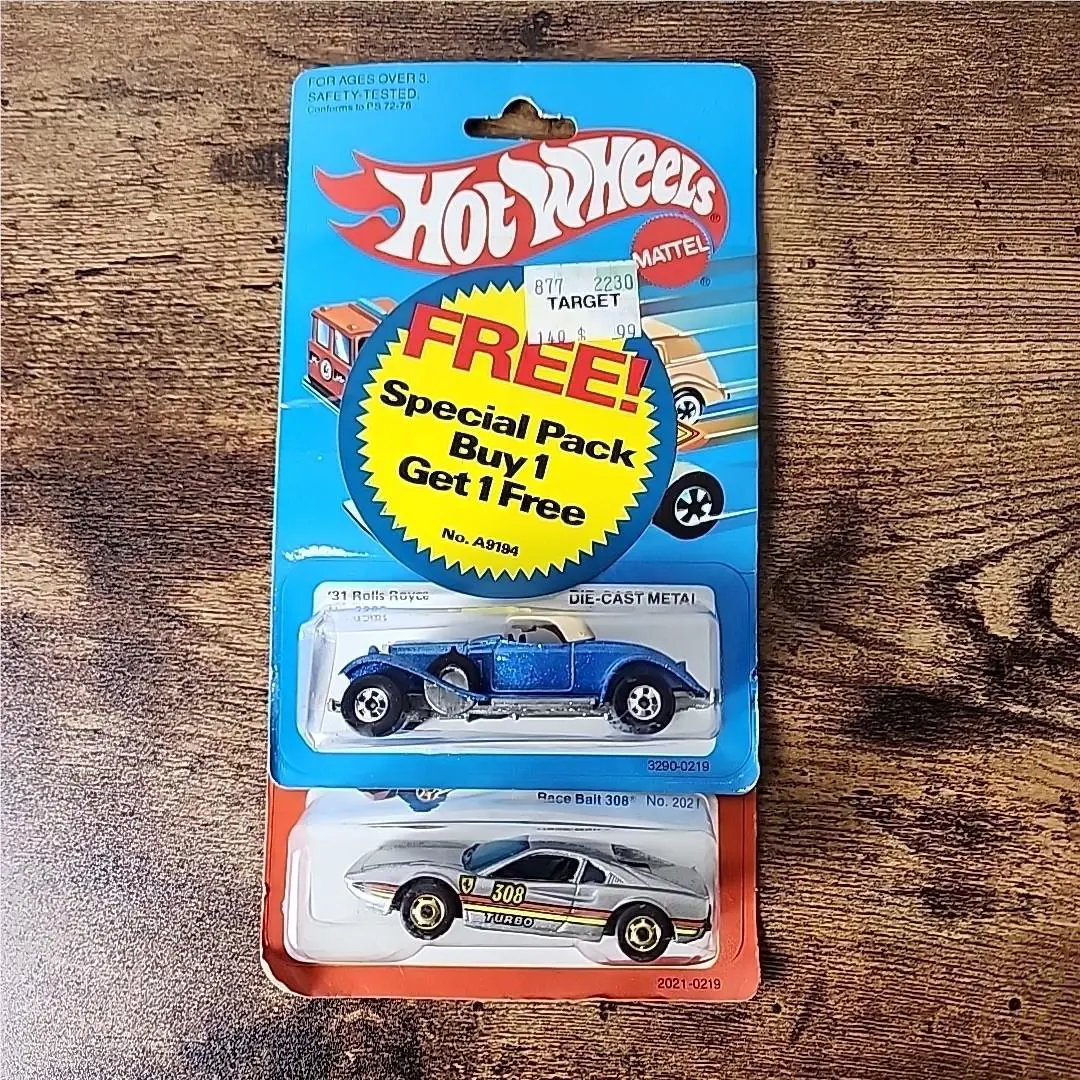 FOR AGES OVER 3.
SAFETY-TESTED.
Conforms to PS 72-76
HOT WHEELS®
MATTEL®
877 2230
TARGET
140 $ .99
FREE!
Special Pack
Buy 1
Get 1 Free
No. A9194
'31 Rolls Royce
DIE-CAST METAL
3290-0219
Race Bait 308® No. 2021
308
TURBO
2021-0219